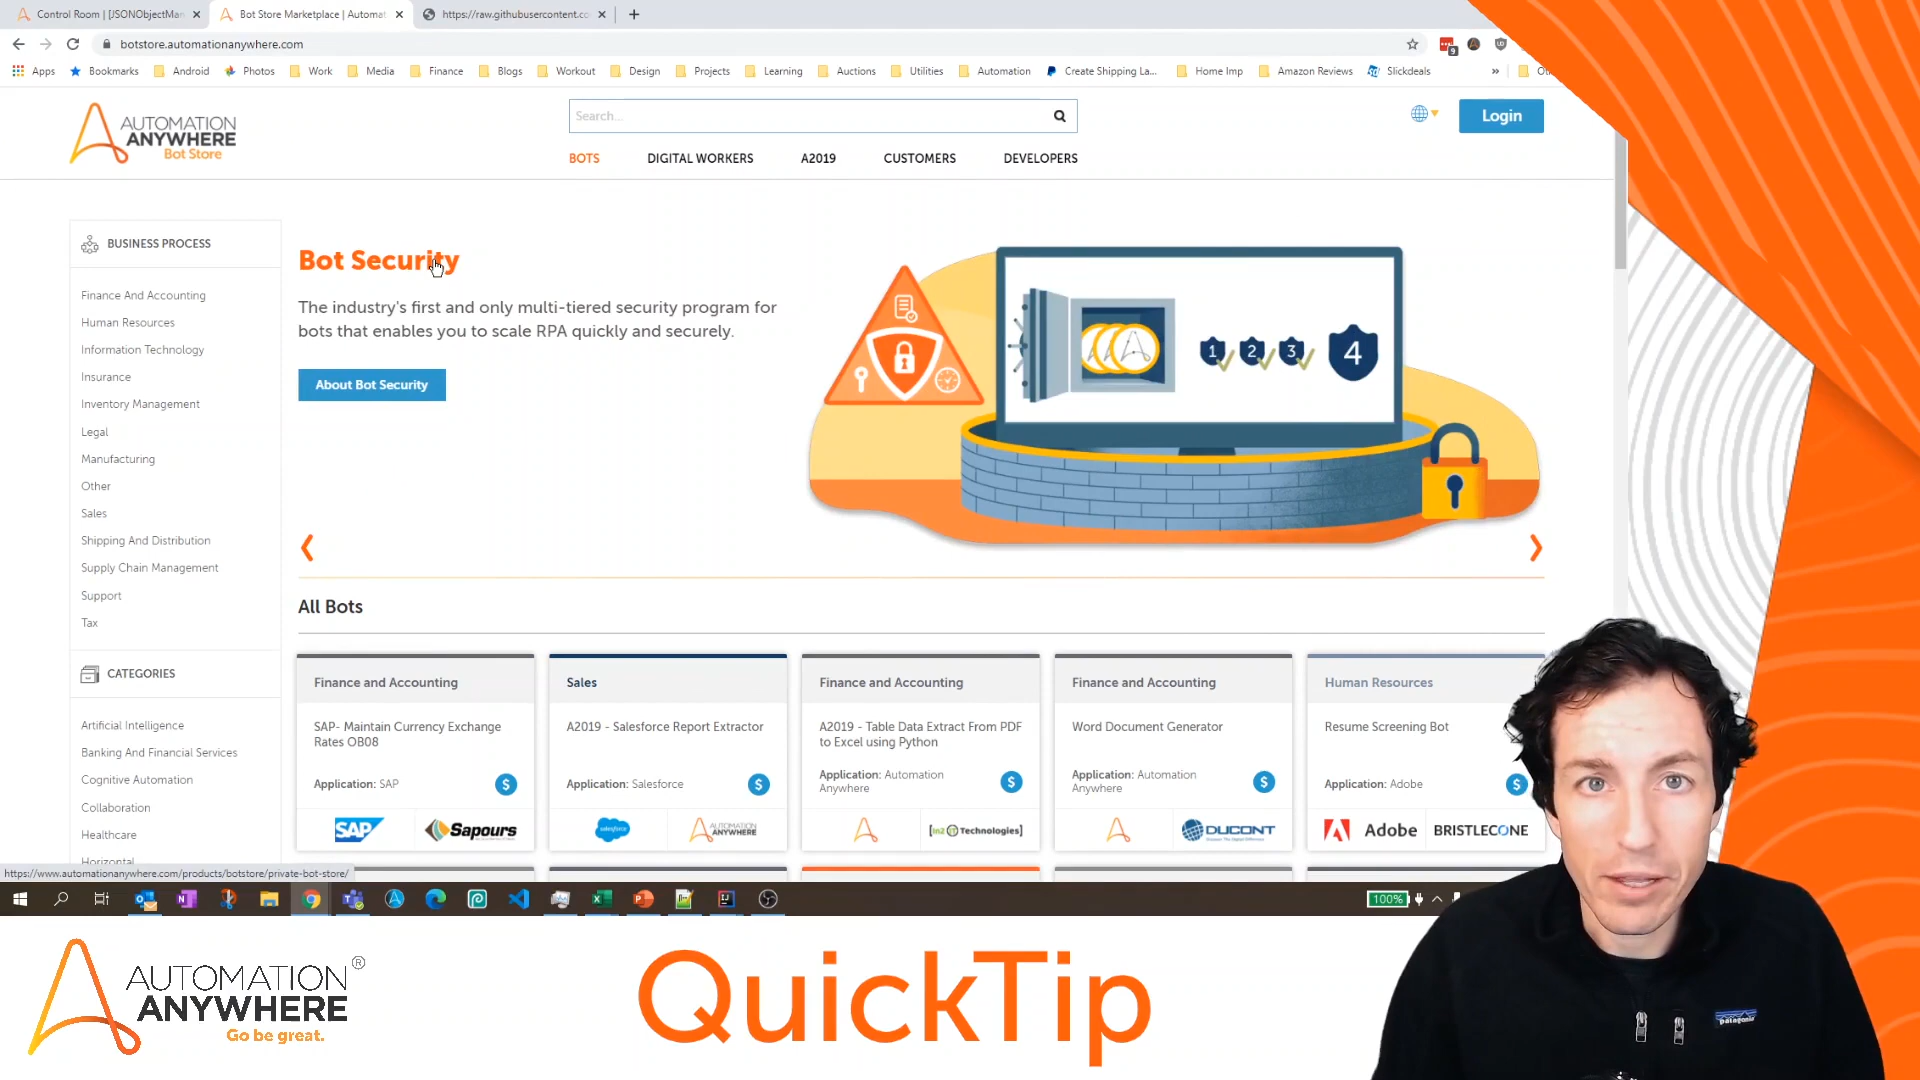 Control Room | [JSONObjectMan
Bot Store Marketplace | Automat
https://raw.githubusercontent.co
botstore.automationanywhere.com
9
Apps
Bookmarks
Android
Photos
Work
Media
Finance
Blogs
Workout
Design
Projects
Learning
Auctions
Utilities
Automation
Create Shipping La...
Home Imp
Amazon Reviews
Slickdeals
»
AUTOMATION
ANYWHERE
Bot Store
Search...
Login
BOTS
DIGITAL WORKERS
A2019
CUSTOMERS
DEVELOPERS
BUSINESS PROCESS
Finance And Accounting
Human Resources
Information Technology
Insurance
Inventory Management
Legal
Manufacturing
Other
Sales
Shipping And Distribution
Supply Chain Management
Support
Tax
CATEGORIES
Artificial Intelligence
Banking And Financial Services
Cognitive Automation
Collaboration
Healthcare
Horizontal
Bot Security
The industry's first and only multi-tiered security program for
bots that enables you to scale RPA quickly and securely.
About Bot Security
1 2 3 4
All Bots
Finance and Accounting
SAP- Maintain Currency Exchange
Rates OB08
Application: SAP
$
SAP
Sapours
Sales
A2019 - Salesforce Report Extractor
Application: Salesforce
$
salesforce
AUTOMATION
ANYWHERE
Finance and Accounting
A2019 - Table Data Extract From PDF
to Excel using Python
Application: Automation
Anywhere
$
[In2 IT Technologies]
Finance and Accounting
Word Document Generator
Application: Automation
Anywhere
$
DUCONT
Human Resources
Resume Screening Bot
Application: Adobe
$
Adobe
BRISTLECONE
https://www.automationanywhere.com/products/botstore/private-bot-store/
100%
AUTOMATION®
ANYWHERE
Go be great.
QuickTip
patagonia